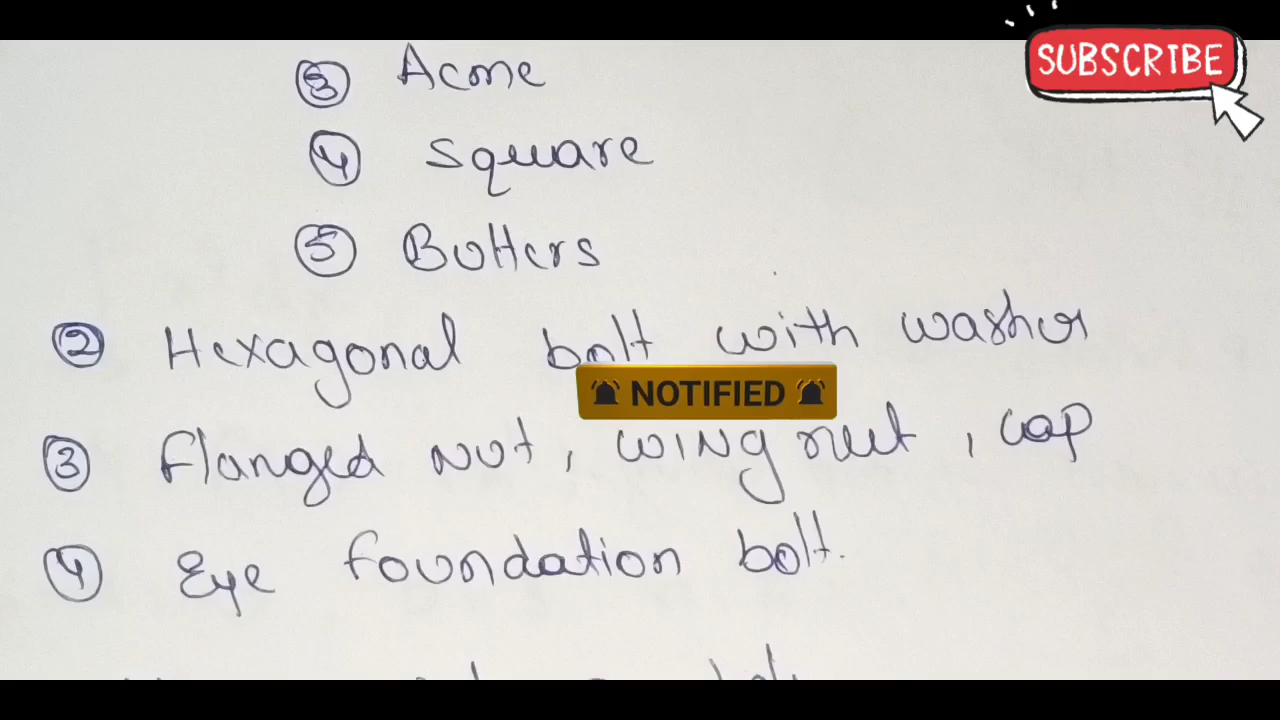 SUBSCRIBE
③ Acme
④ Square
⑤ Butters
② Hexagonal bolt with washer
NOTIFIED
③ Flanged nut, wing nut, cap
④ Eye foundation bolt.